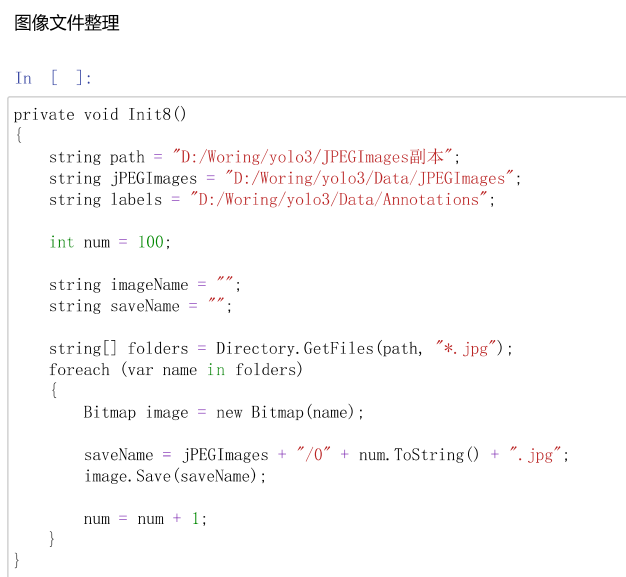 图像文件整理
In [ ]:
private void Init8()
{
    string path = "D:/Woring/yolo3/JPEGImages副本";
    string jPEGImages = "D:/Woring/yolo3/Data/JPEGImages";
    string labels = "D:/Woring/yolo3/Data/Annotations";

    int num = 100;

    string imageName = "";
    string saveName = "";

    string[] folders = Directory.GetFiles(path, "*.jpg");
    foreach (var name in folders)
    {
        Bitmap image = new Bitmap(name);

        saveName = jPEGImages + "/0" + num.ToString() + ".jpg";
        image.Save(saveName);

        num = num + 1;
    }
}